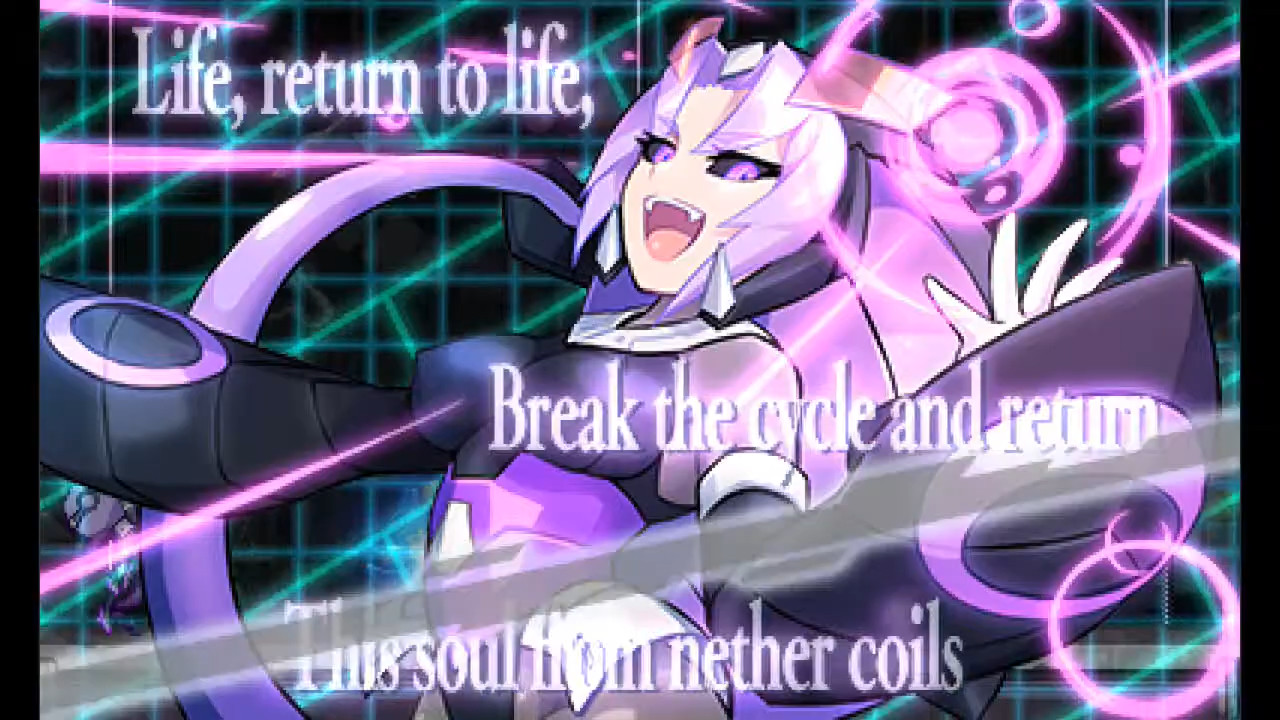 Life, return to life,
Break the cycle and return
This soul from nether coils